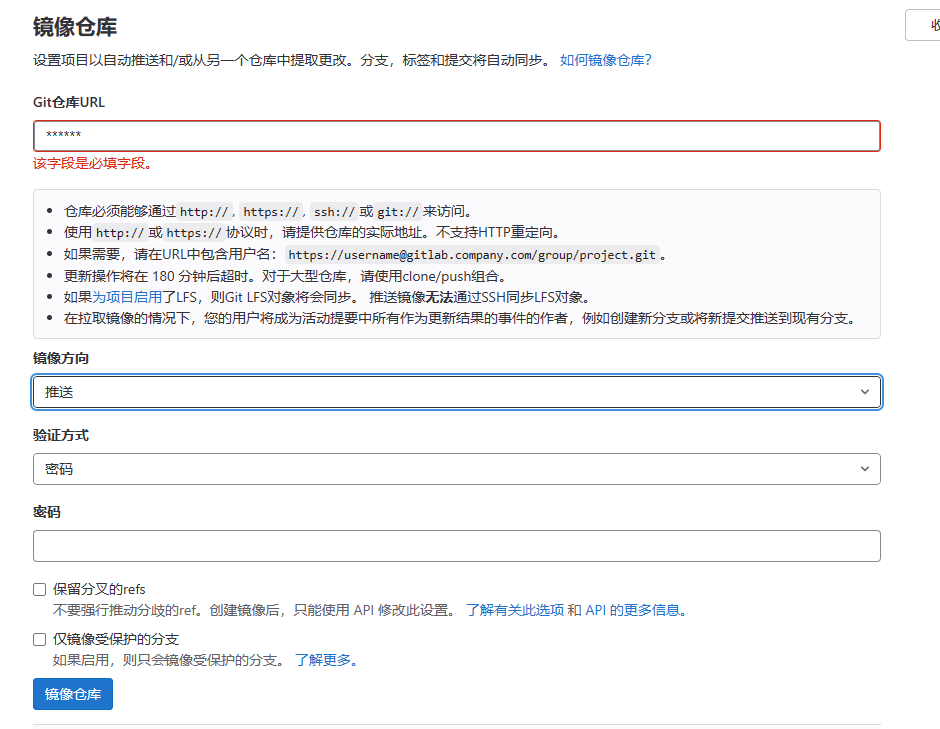 镜像仓库
收
设置项目以自动推送和/或从另一个仓库中提取更改。分支，标签和提交将自动同步。 如何镜像仓库？
Git仓库URL
******
该字段是必填字段。
仓库必须能够通过 http://，https://，ssh:// 或 git:// 来访问。
使用 http:// 或 https:// 协议时，请提供仓库的实际地址。不支持HTTP重定向。
如果需要，请在URL中包含用户名： https://username@gitlab.company.com/group/project.git 。
更新操作将在 180 分钟后超时。对于大型仓库，请使用clone/push组合。
如果为项目启用了LFS，则Git LFS对象将会同步。 推送镜像无法通过SSH同步LFS对象。
在拉取镜像的情况下，您的用户将成为活动提要中所有作为更新结果的事件的作者，例如创建新分支或将新提交推送到现有分支。
镜像方向
推送
验证方式
密码
密码
保留分叉的refs
不要强行推动分歧的ref。创建镜像后，只能使用 API 修改此设置。 了解有关此选项 和 API 的更多信息。
仅镜像受保护的分支
如果启用，则只会镜像受保护的分支。 了解更多。
镜像仓库